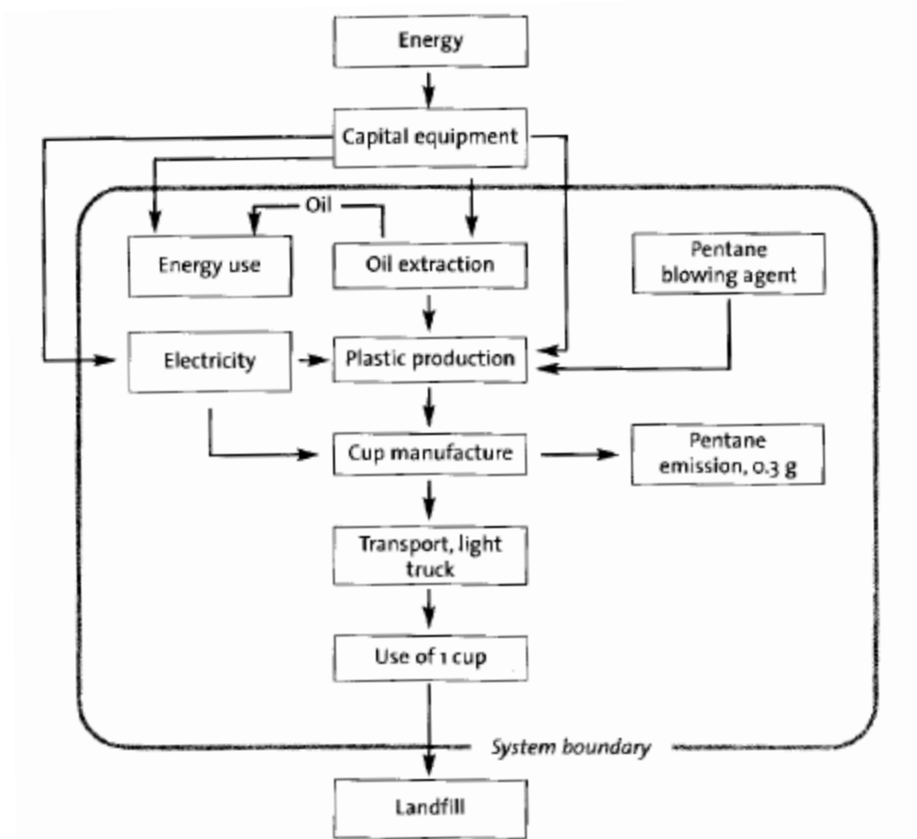 Energy
Capital equipment
Oil
Energy use
Oil extraction
Pentane
blowing agent
Electricity
Plastic production
Cup manufacture
Pentane
emission, 0.3 g
Transport, light
truck
Use of 1 cup
System boundary
Landfill